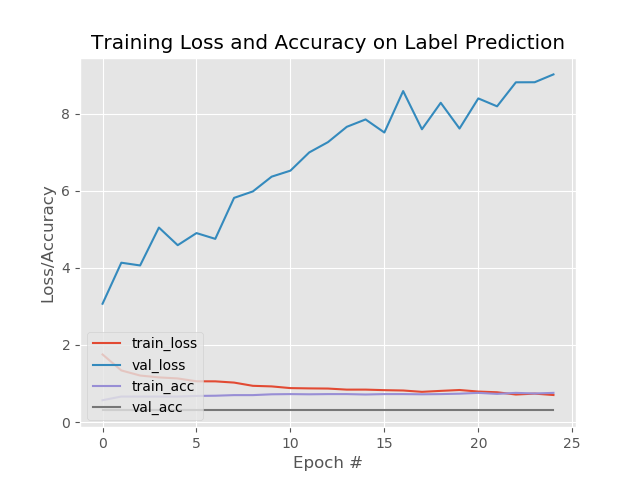 Training Loss and Accuracy on Label Prediction
Loss/Accuracy
8
6
4
2
0
train_loss
val_loss
train_acc
val_acc
0 5 10 15 20 25
Epoch #